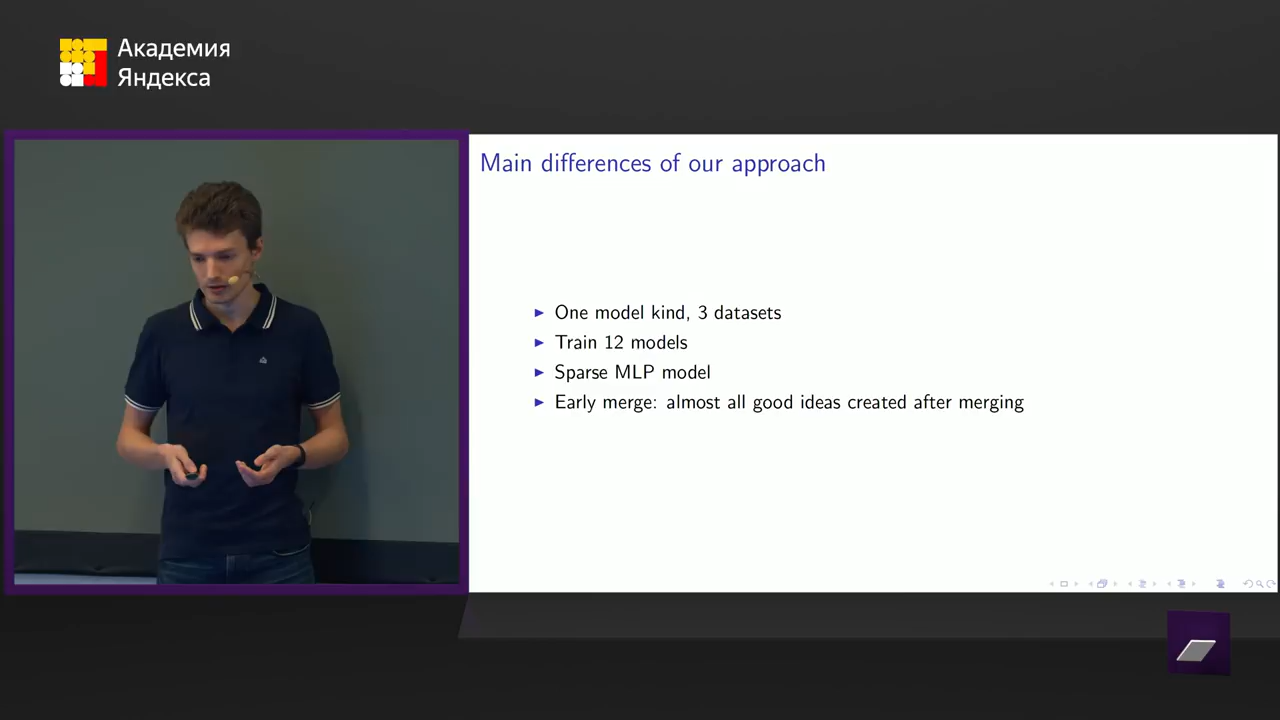 Академия
Яндекса
Main differences of our approach
One model kind, 3 datasets
Train 12 models
Sparse MLP model
Early merge: almost all good ideas created after merging